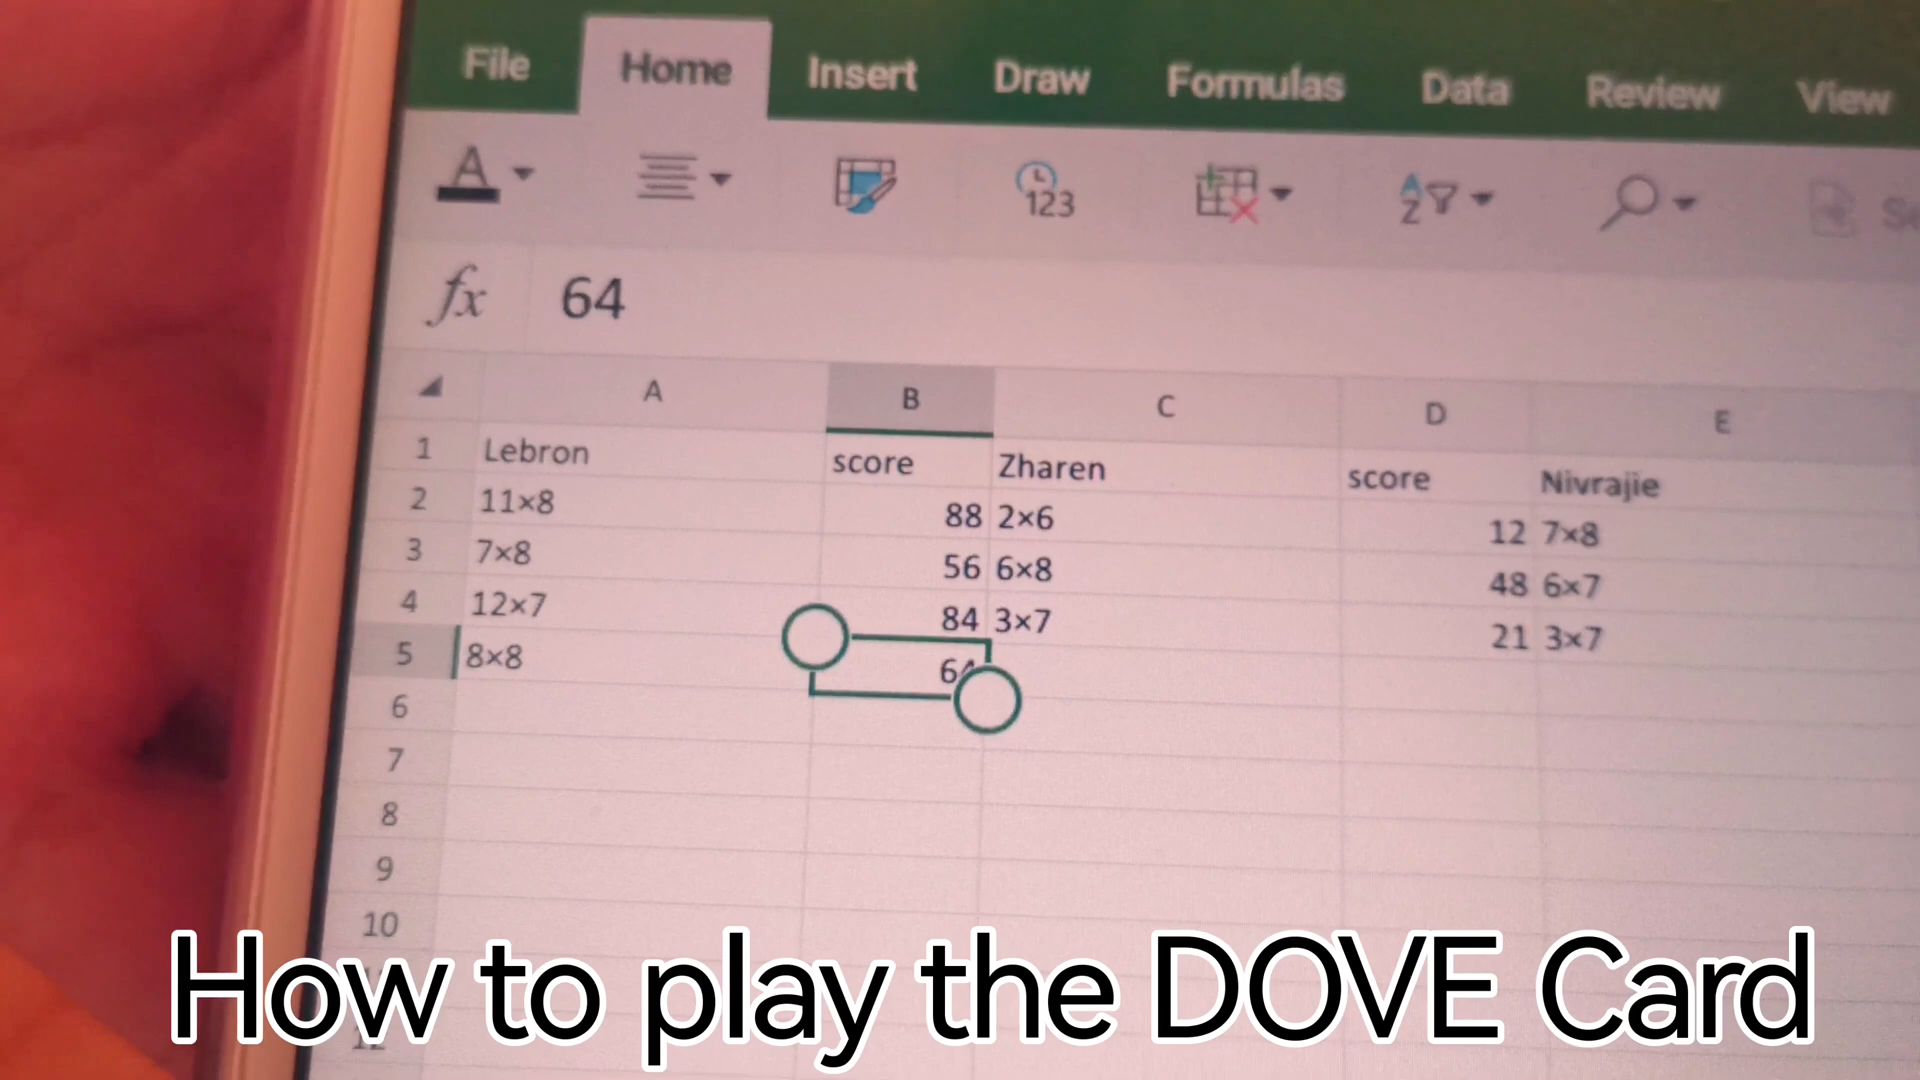 File Home Insert Draw Formulas Data Review View
A 123 A Z
fx 64
A B C D E
1 Lebron score Zharen score Nivrajie
2 11×8 88 2×6 12 7×8
3 7×8 56 6×8 48 6×7
4 12×7 84 3×7 21 3×7
5 8×8 64
6
7
8
9
10
How to play the DOVE Card